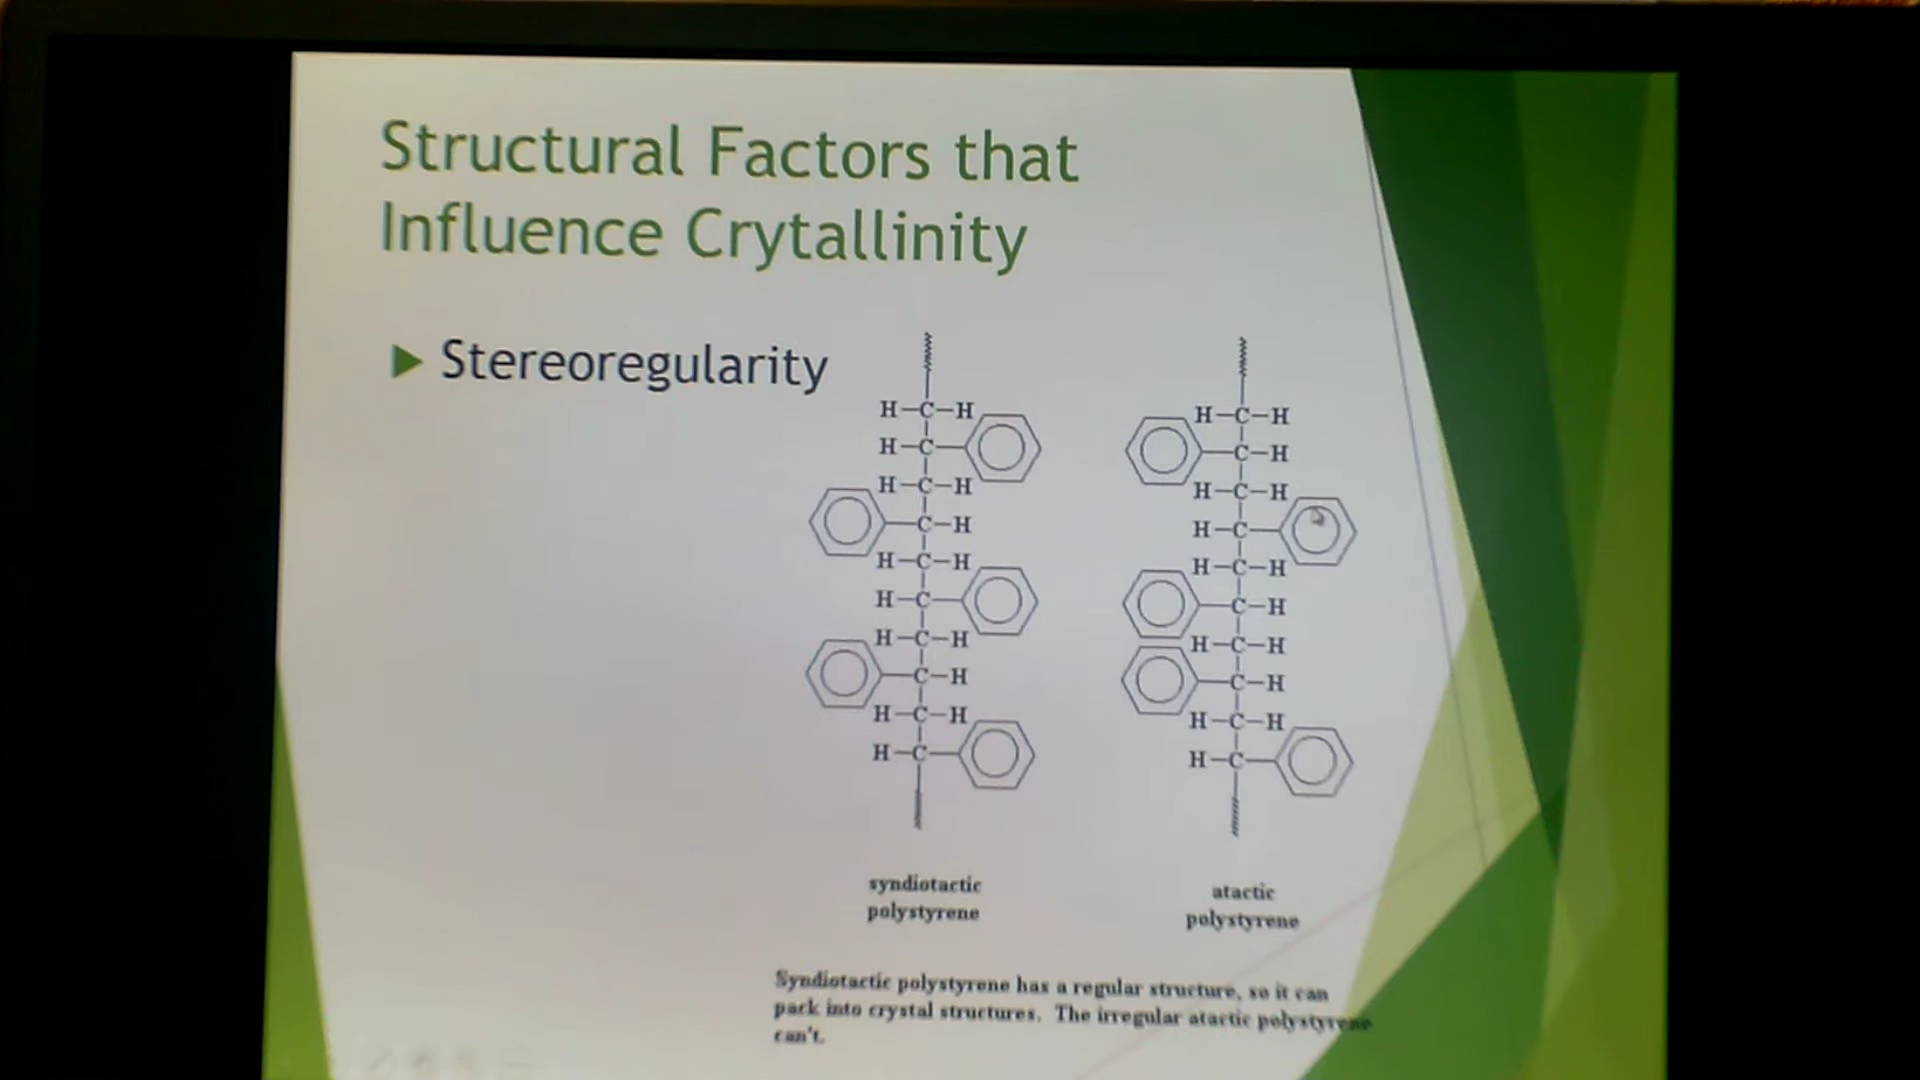 Structural Factors that
Influence Crytallinity
Stereoregularity
H-C-H H-C-H
H-C C-H
H-C-H H-C-H
C-H H-C
H-C-H H-C-H
H-C C-H
H-C-H H-C-H
C-H C-H
H-C-H H-C-H
H-C H-C
syndiotactic
polystyrene
atactic
polystyrene
Syndiotactic polystyrene has a regular structure, so it can
pack into crystal structures. The irregular atactic polystyrene
can't.